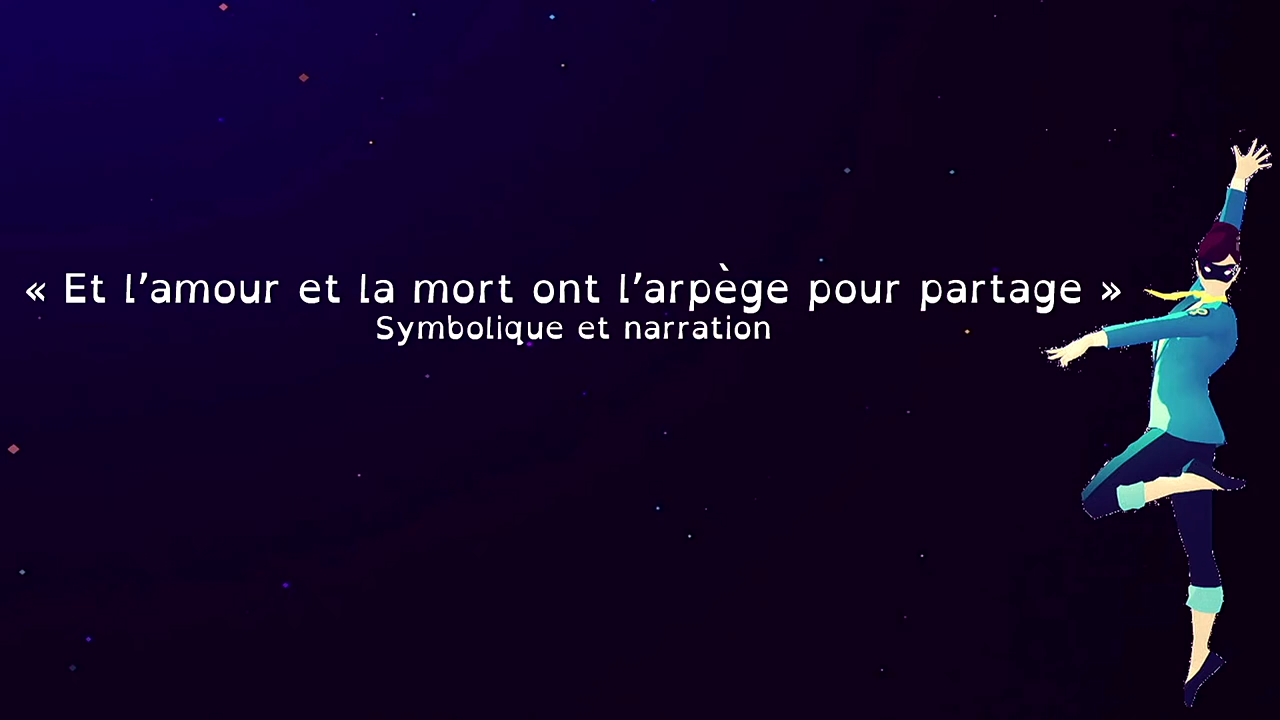 « Et l’amour et la mort ont l’arpège pour partage »
Symbolique et narration